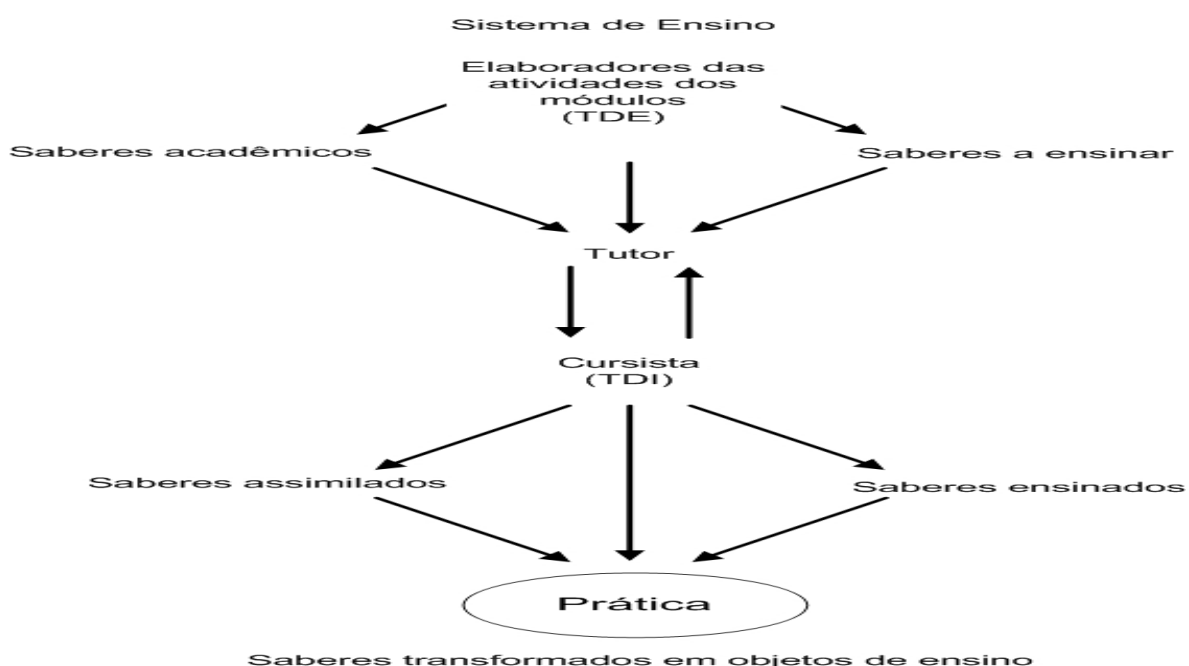 Sistema de Ensino
Elaboradores das
atividades dos
módulos
(TDE)
Saberes acadêmicos
Saberes a ensinar
Tutor
Cursista
(TDI)
Saberes assimilados
Saberes ensinados
Prática
Saberes transformados em objetos de ensino